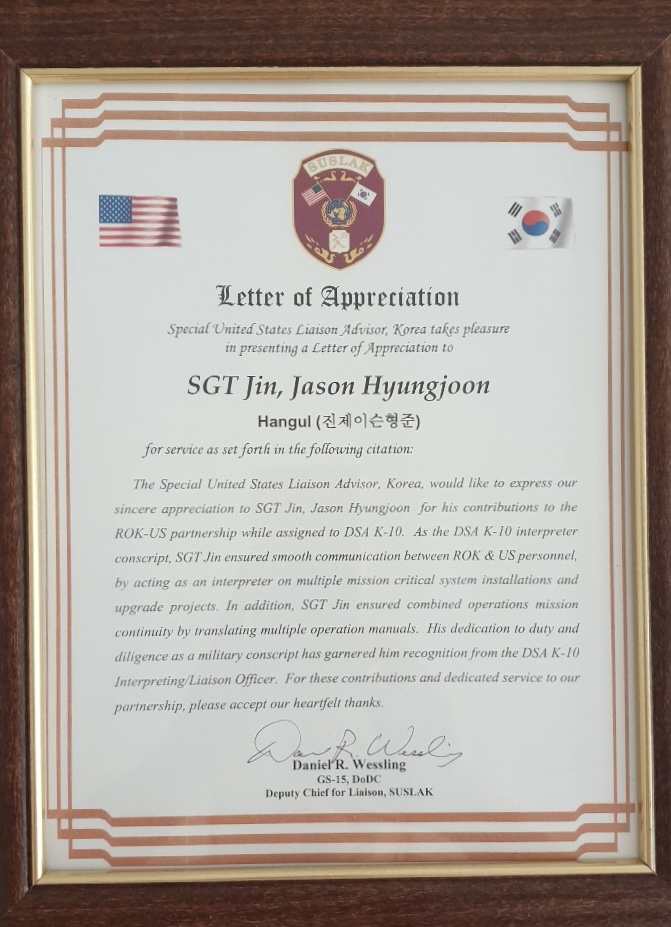 SUSLAK
Letter of Appreciation
Special United States Liaison Advisor, Korea takes pleasure
in presenting a Letter of Appreciation to
SGT Jin, Jason Hyungjoon
Hangul (진제이슨형준)
for service as set forth in the following citation:
The Special United States Liaison Advisor, Korea, would like to express our
sincere appreciation to SGT Jin, Jason Hyungjoon for his contributions to the
ROK-US partnership while assigned to DSA K-10. As the DSA K-10 interpreter
conscript, SGT Jin ensured smooth communication between ROK & US personnel,
by acting as an interpreter on multiple mission critical system installations and
upgrade projects. In addition, SGT Jin ensured combined operations mission
continuity by translating multiple operation manuals. His dedication to duty and
diligence as a military conscript has garnered him recognition from the DSA K-10
Interpreting/Liaison Officer. For these contributions and dedicated service to our
partnership, please accept our heartfelt thanks.
Daniel R. Wessling
Daniel R. Wessling
GS-15, DoDC
Deputy Chief for Liaison, SUSLAK